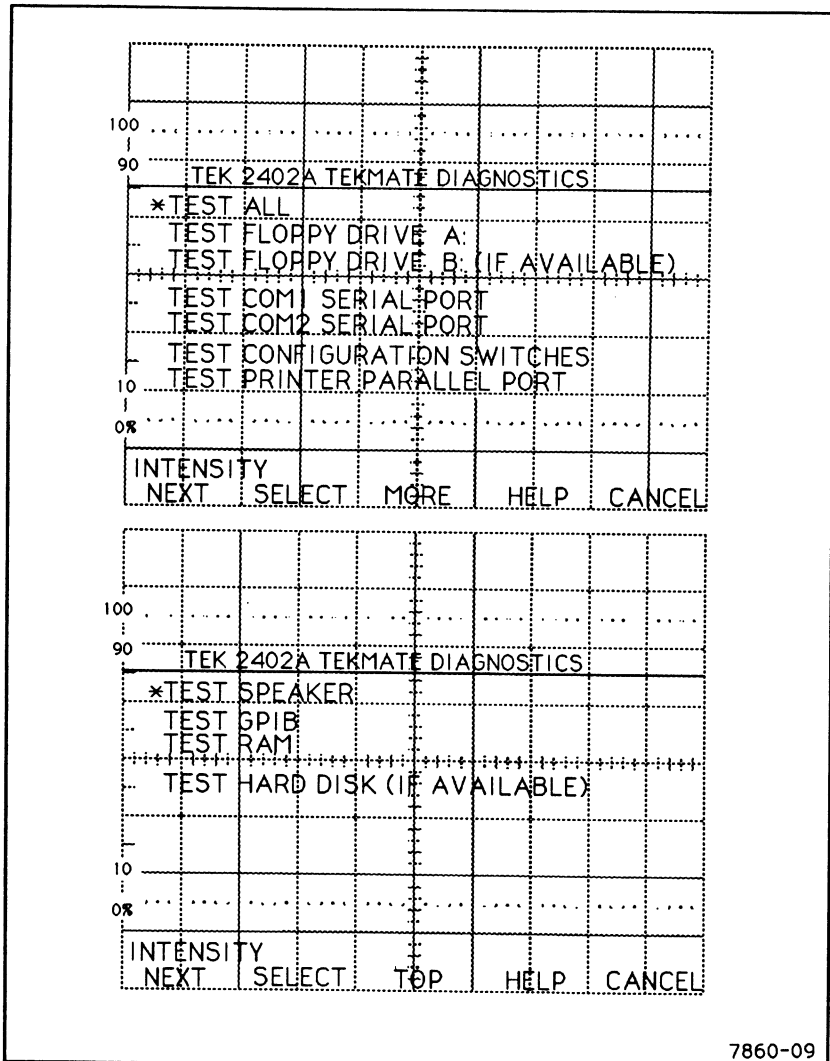 100
90
TEK 2402A TEKMATE DIAGNOSTICS
*TEST ALL
TEST FLOPPY DRIVE A:
TEST FLOPPY DRIVE B: (IF AVAILABLE)
TEST COM1 SERIAL PORT
TEST COM2 SERIAL PORT
TEST CONFIGURATION SWITCHES
TEST PRINTER PARALLEL PORT
10
0%
INTENSITY
NEXT SELECT MORE HELP CANCEL
100
90
TEK 2402A TEKMATE DIAGNOSTICS
*TEST SPEAKER
TEST GPIB
TEST RAM
TEST HARD DISK (IF AVAILABLE)
10
0%
INTENSITY
NEXT SELECT TOP HELP CANCEL
7860-09